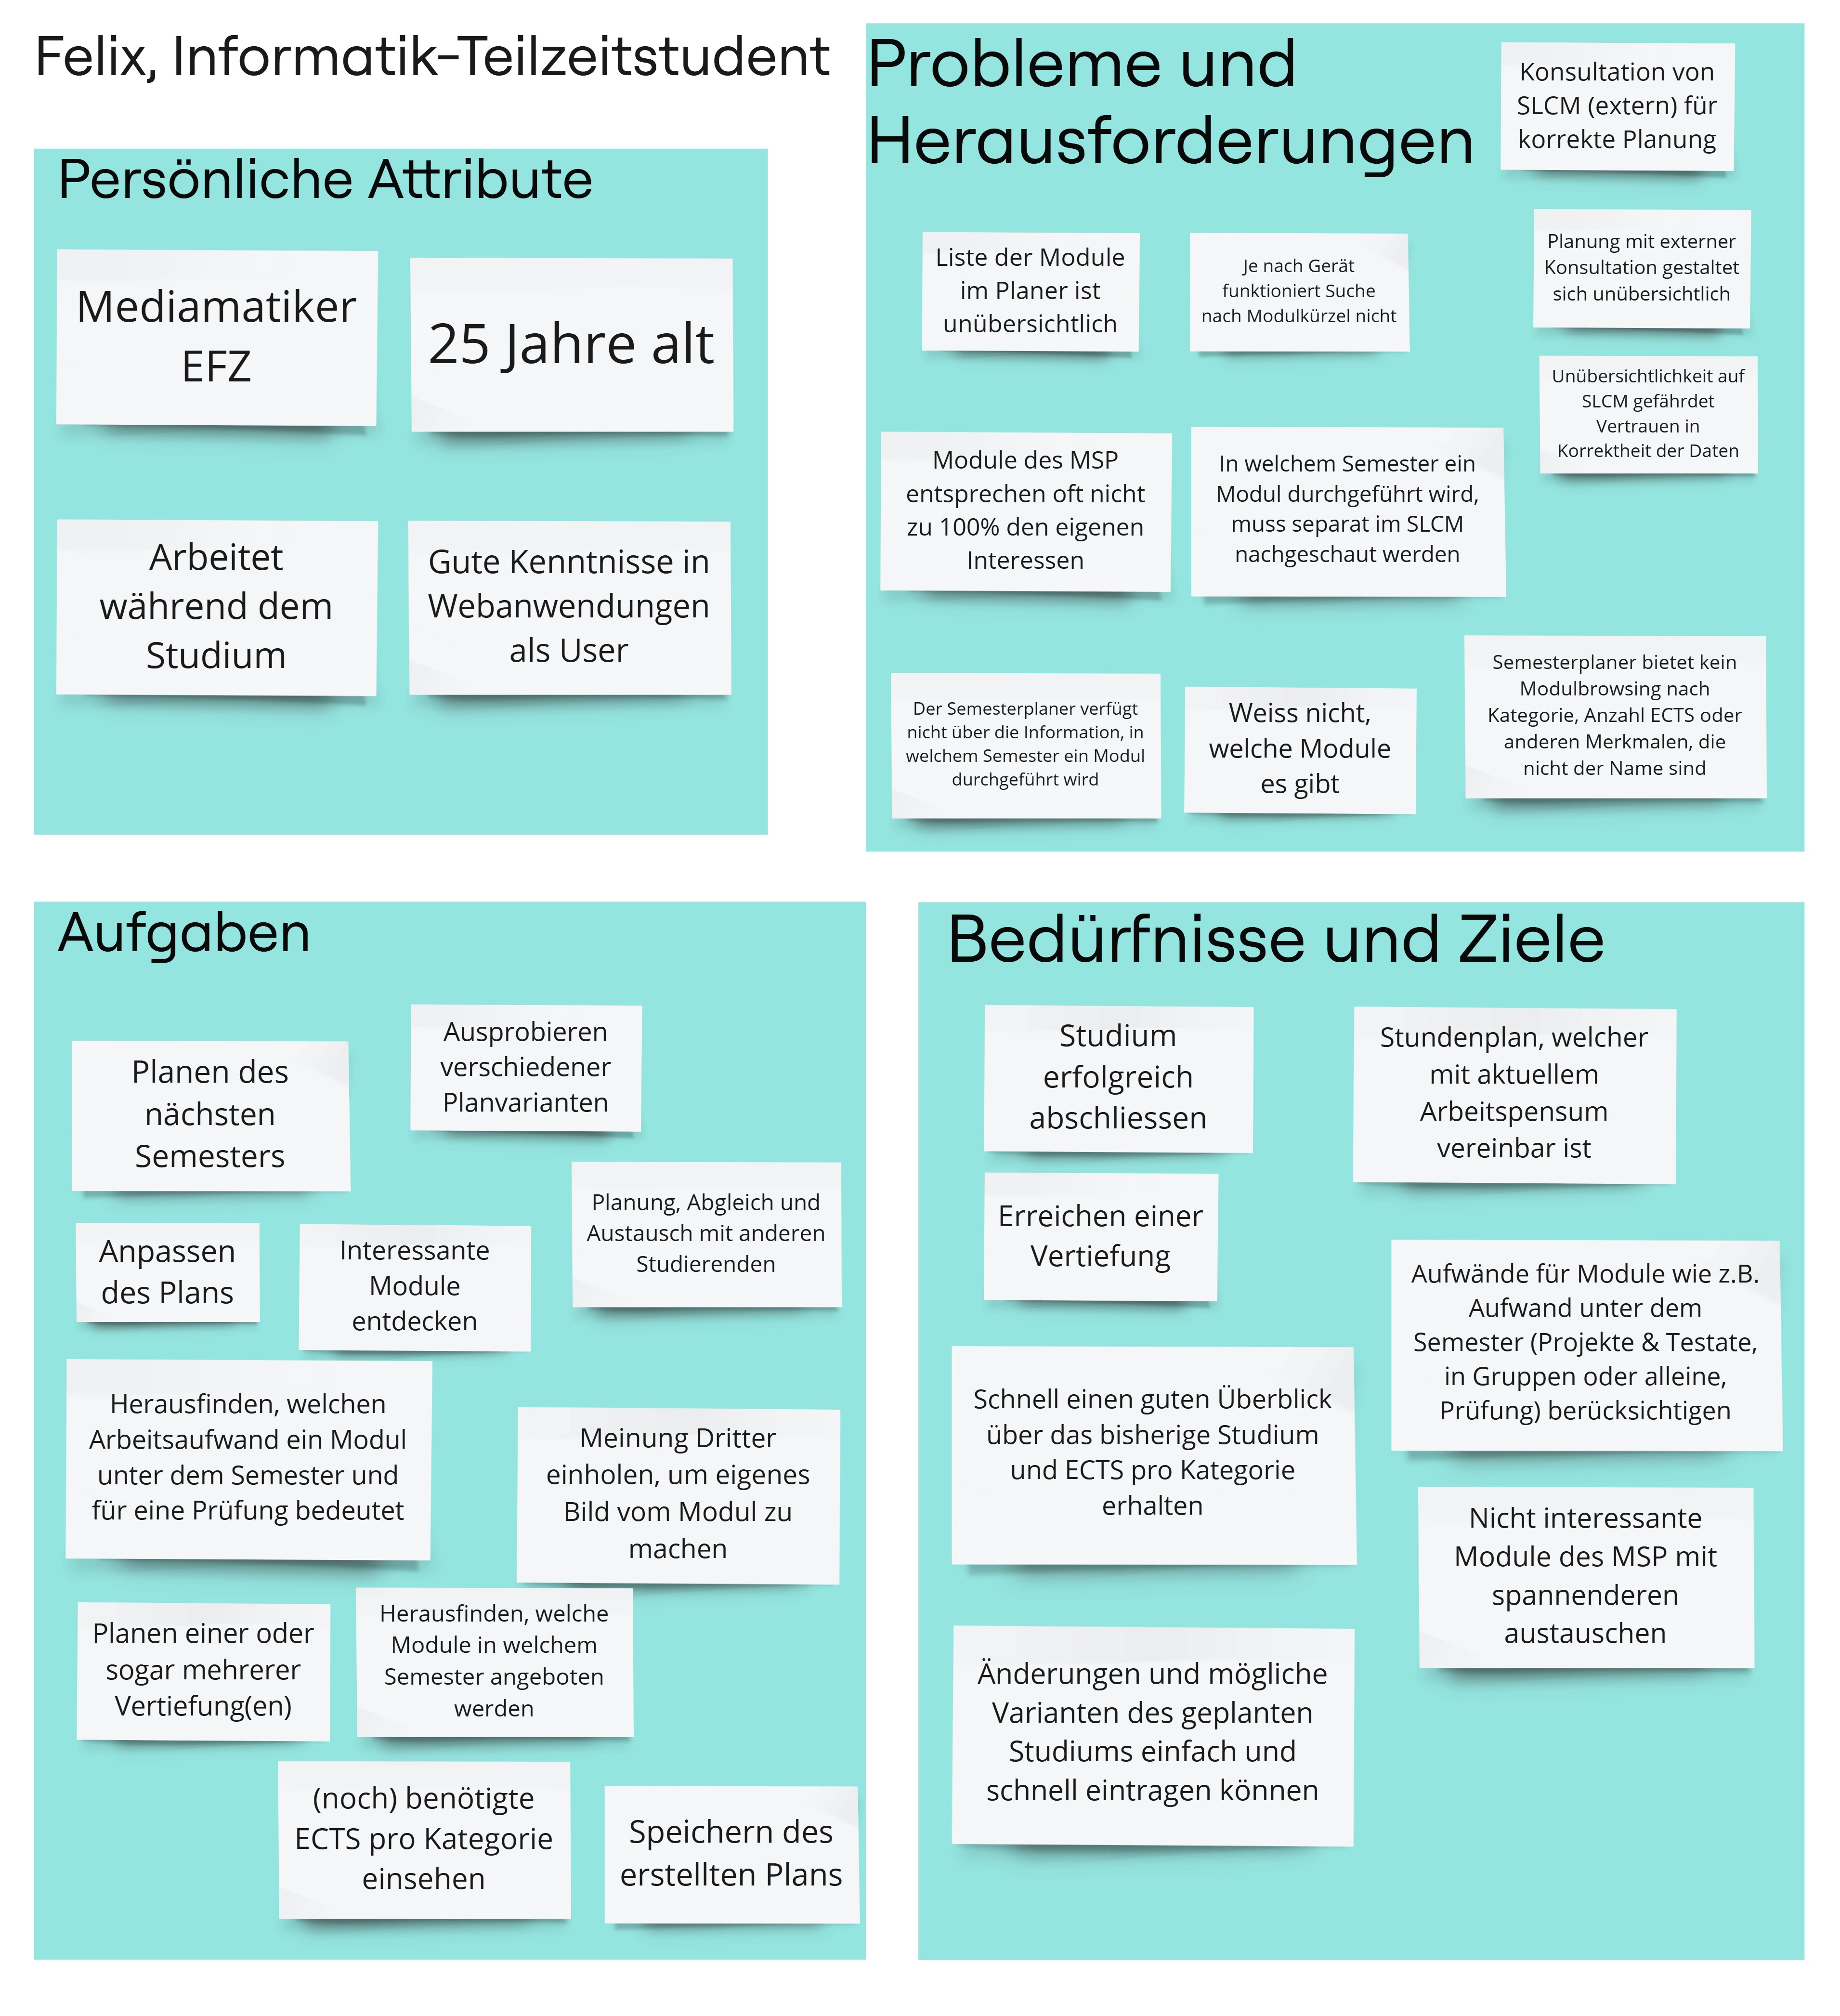 Felix, Informatik-Teilzeitstudent
Persönliche Attribute
Mediamatiker
EFZ
25 Jahre alt
Arbeitet
während dem
Studium
Gute Kenntnisse in
Webanwendungen
als User
Probleme und
Herausforderungen
Konsultation von
SLCM (extern) für
korrekte Planung
Liste der Module
im Planer ist
unübersichtlich
Je nach Gerät
funktioniert Suche
nach Modulkürzel nicht
Planung mit externer
Konsultation gestaltet
sich unübersichtlich
Unübersichtlichkeit auf
SLCM gefährdet
Vertrauen in
Korrektheit der Daten
Module des MSP
entsprechen oft nicht
zu 100% den eigenen
Interessen
In welchem Semester ein
Modul durchgeführt wird,
muss separat im SLCM
nachgeschaut werden
Der Semesterplaner verfügt
nicht über die Information, in
welchem Semester ein Modul
durchgeführt wird
Weiss nicht,
welche Module
es gibt
Semesterplaner bietet kein
Modulbrowsing nach
Kategorie, Anzahl ECTS oder
anderen Merkmalen, die
nicht der Name sind
Aufgaben
Planen des
nächsten
Semesters
Ausprobieren
verschiedener
Planvarianten
Planung, Abgleich und
Austausch mit anderen
Studierenden
Anpassen
des Plans
Interessante
Module
entdecken
Herausfinden, welchen
Arbeitsaufwand ein Modul
unter dem Semester und
für eine Prüfung bedeutet
Meinung Dritter
einholen, um eigenes
Bild vom Modul zu
machen
Planen einer oder
sogar mehrerer
Vertiefung(en)
Herausfinden, welche
Module in welchem
Semester angeboten
werden
(noch) benötigte
ECTS pro Kategorie
einsehen
Speichern des
erstellten Plans
Bedürfnisse und Ziele
Studium
erfolgreich
abschliessen
Stundenplan, welcher
mit aktuellem
Arbeitspensum
vereinbar ist
Erreichen einer
Vertiefung
Aufwände für Module wie z.B.
Aufwand unter dem
Semester (Projekte & Testate,
in Gruppen oder alleine,
Prüfung) berücksichtigen
Schnell einen guten Überblick
über das bisherige Studium
und ECTS pro Kategorie
erhalten
Nicht interessante
Module des MSP mit
spannenderen
austauschen
Änderungen und mögliche
Varianten des geplanten
Studiums einfach und
schnell eintragen können